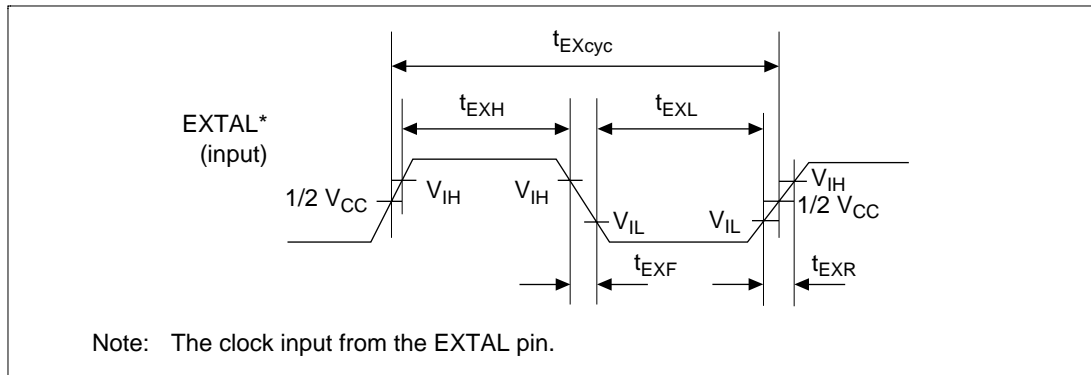 tEXcyc
tEXH
tEXL
EXTAL*
(input)
1/2 VCC
VIH
VIH
VIL
VIL
VIH
1/2 VCC
tEXF
tEXR
Note: The clock input from the EXTAL pin.